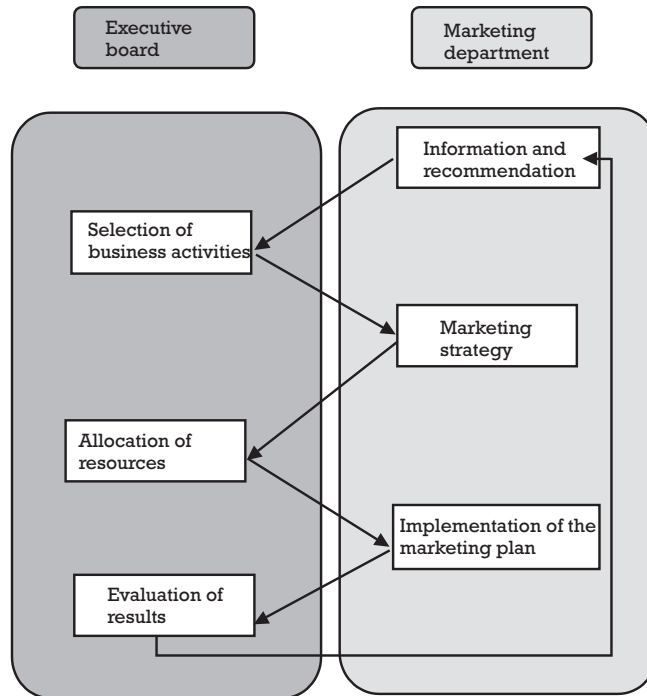 Executive
board
Marketing
department
Information and
recommendation
Selection of
business activities
Marketing
strategy
Allocation of
resources
Implementation of the
marketing plan
Evaluation of
results